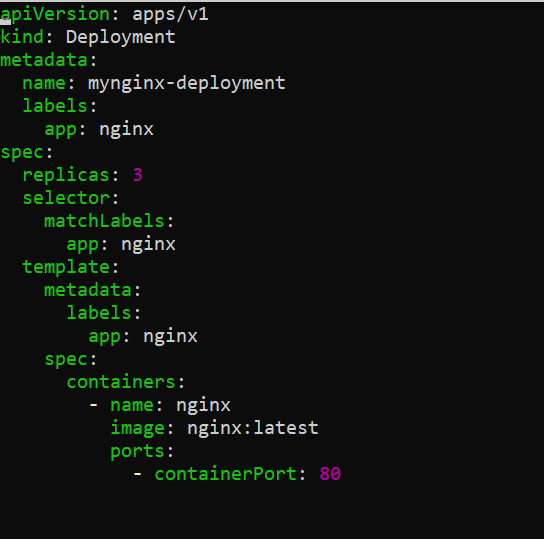 apiVersion: apps/v1
kind: Deployment
metadata:
  name: mynginx-deployment
  labels:
    app: nginx
spec:
  replicas: 3
  selector:
    matchLabels:
      app: nginx
  template:
    metadata:
      labels:
        app: nginx
    spec:
      containers:
        - name: nginx
          image: nginx:latest
          ports:
            - containerPort: 80